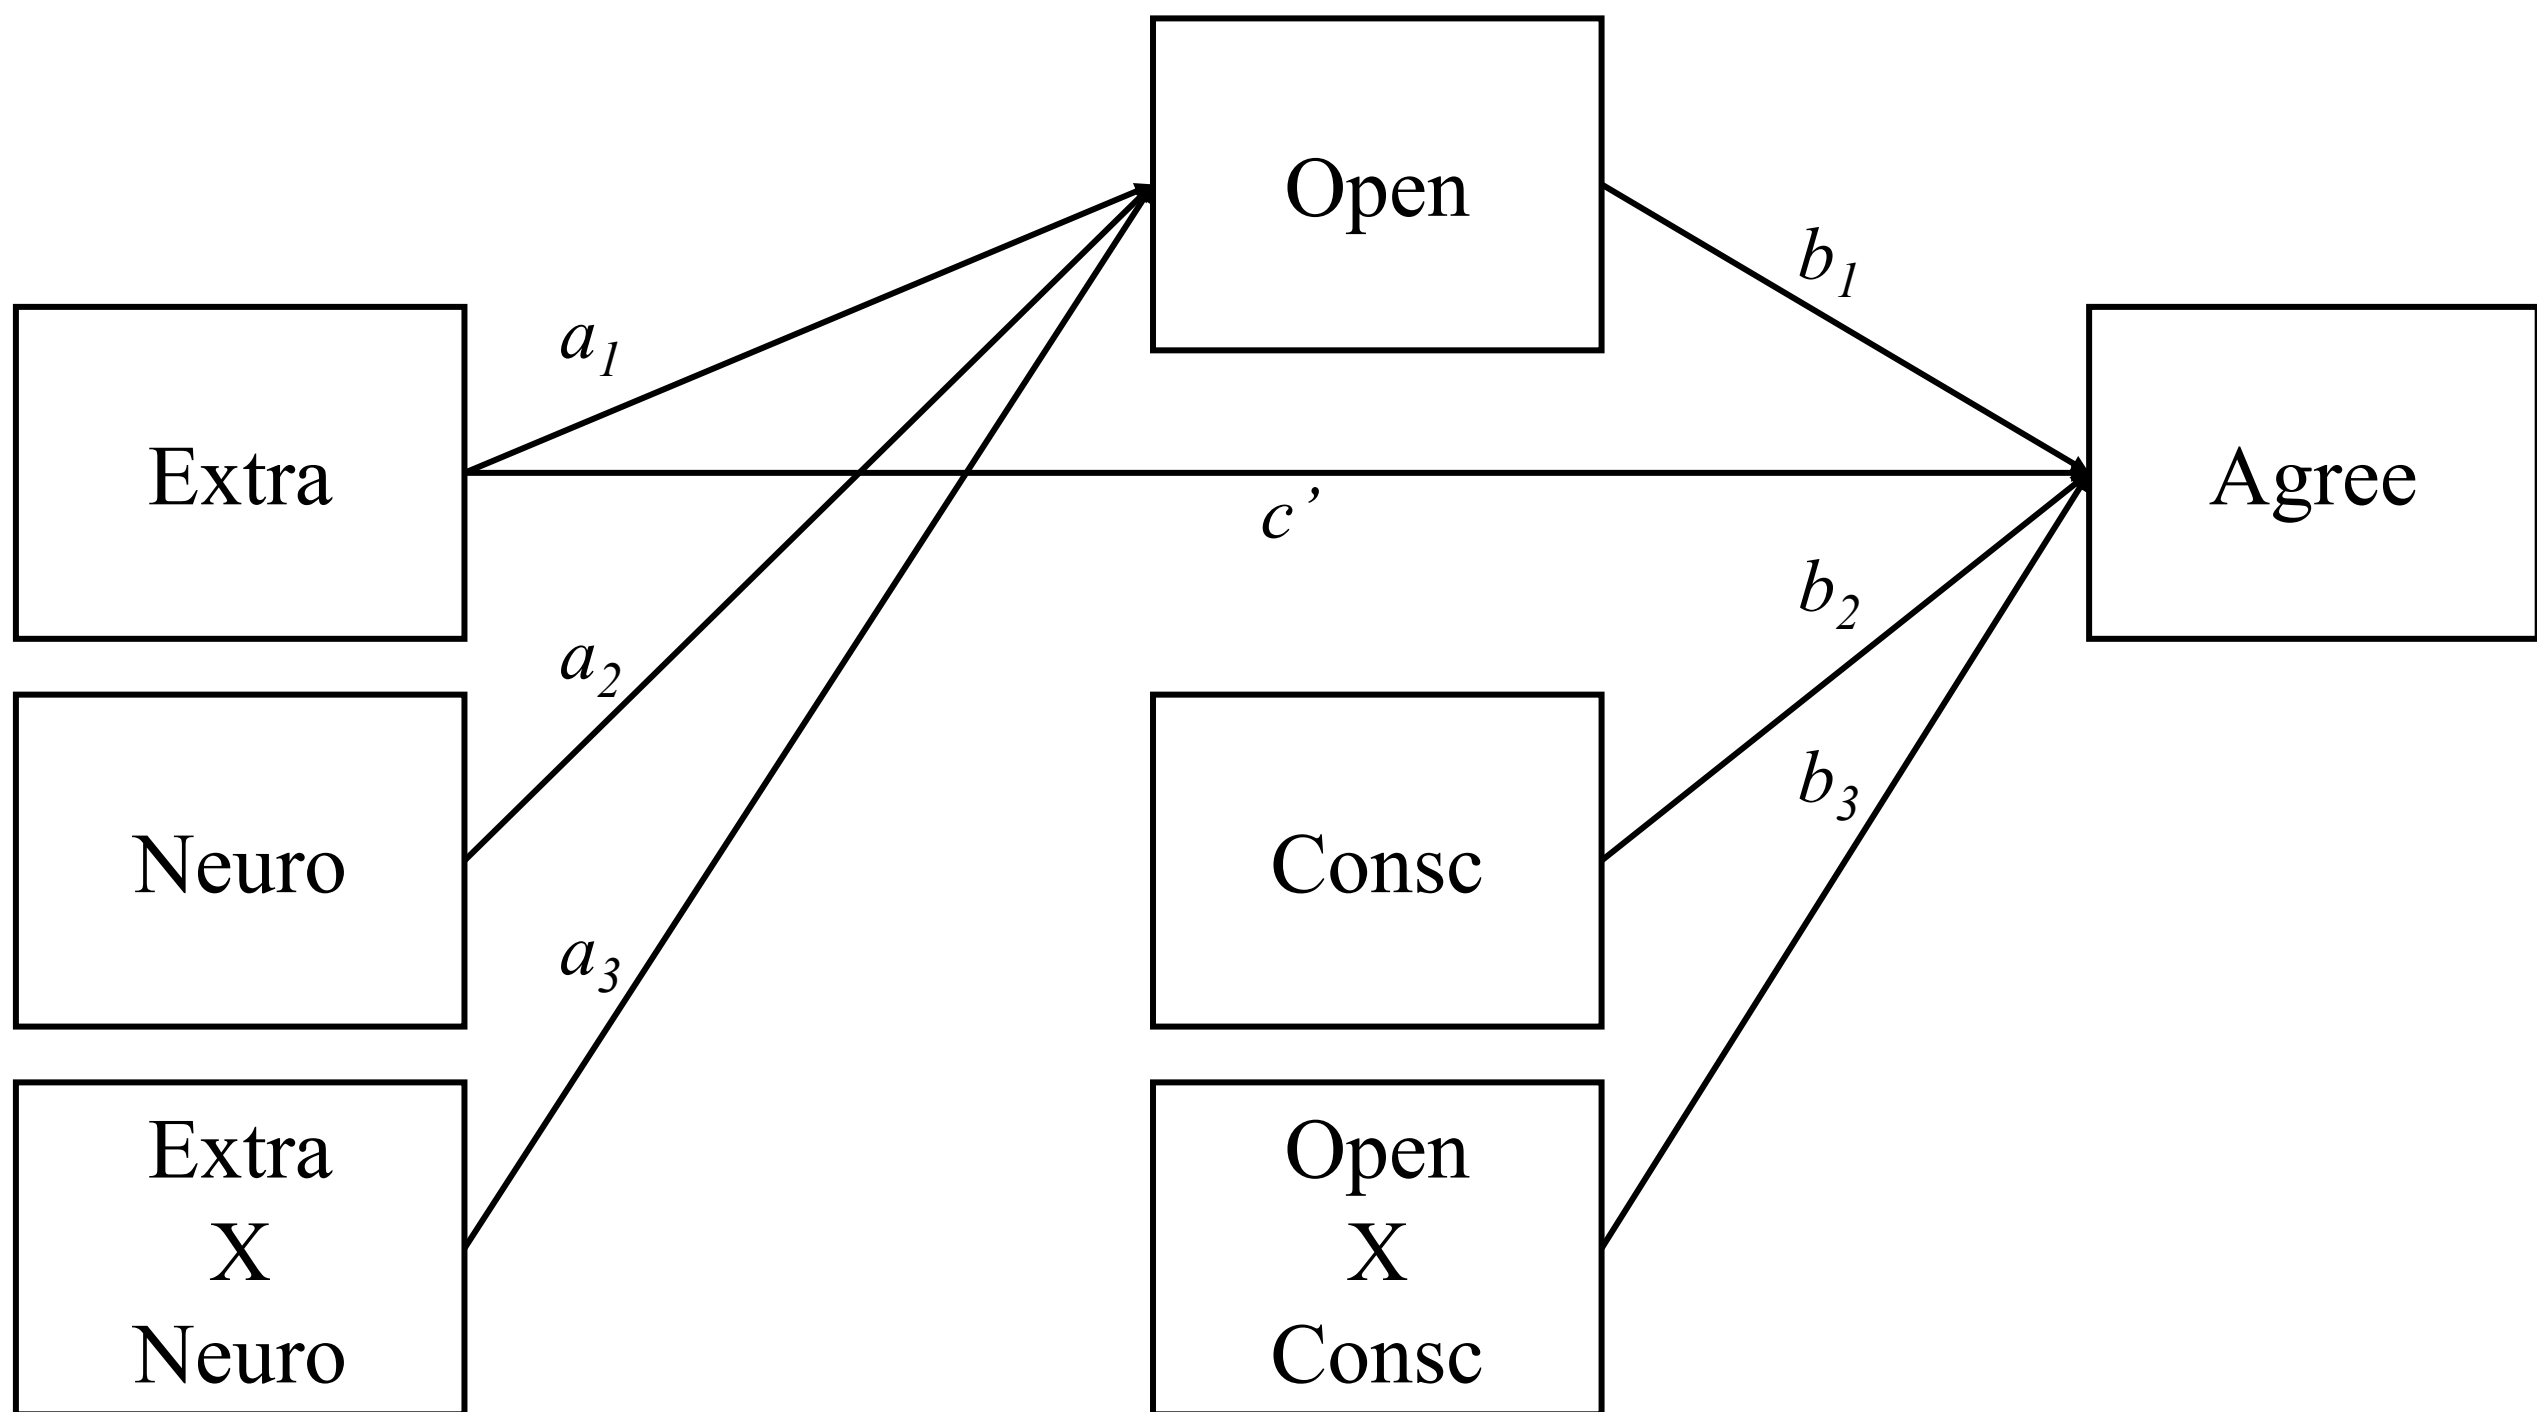 Open
b1
a1
Extra
c’
Agree
b2
a2
b3
Neuro
Consc
a3
Extra
X
Neuro
Open
X
Consc